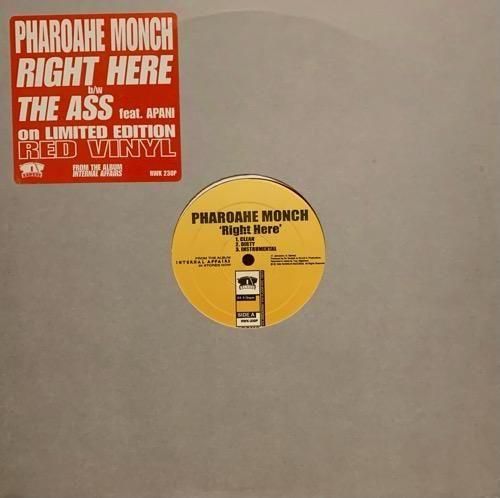 PHAROAHE MONCH
RIGHT HERE
b/w
THE ASS feat. APANI
on LIMITED EDITION
RED VINYL
FROM THE ALBUM
INTERNAL AFFAIRS
RWK 230P
PHAROAHE MONCH
'Right Here'
1. CLEAN
2. DIRTY
3. INSTRUMENTAL
FROM THE ALBUM
INTERNAL AFFAIRS
IN STORES NOW
SIDE A
RWK-230P